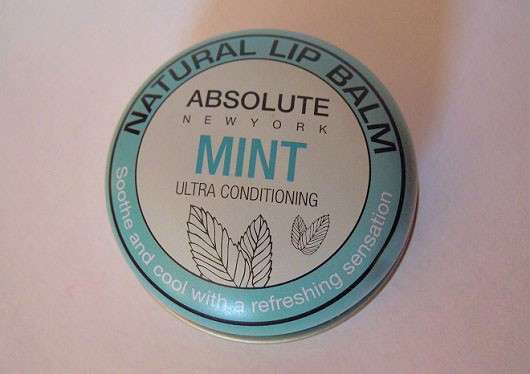 NATURAL LIP BALM
ABSOLUTE
NEW YORK
MINT
ULTRA CONDITIONING
Soothe and cool with a refreshing sensation